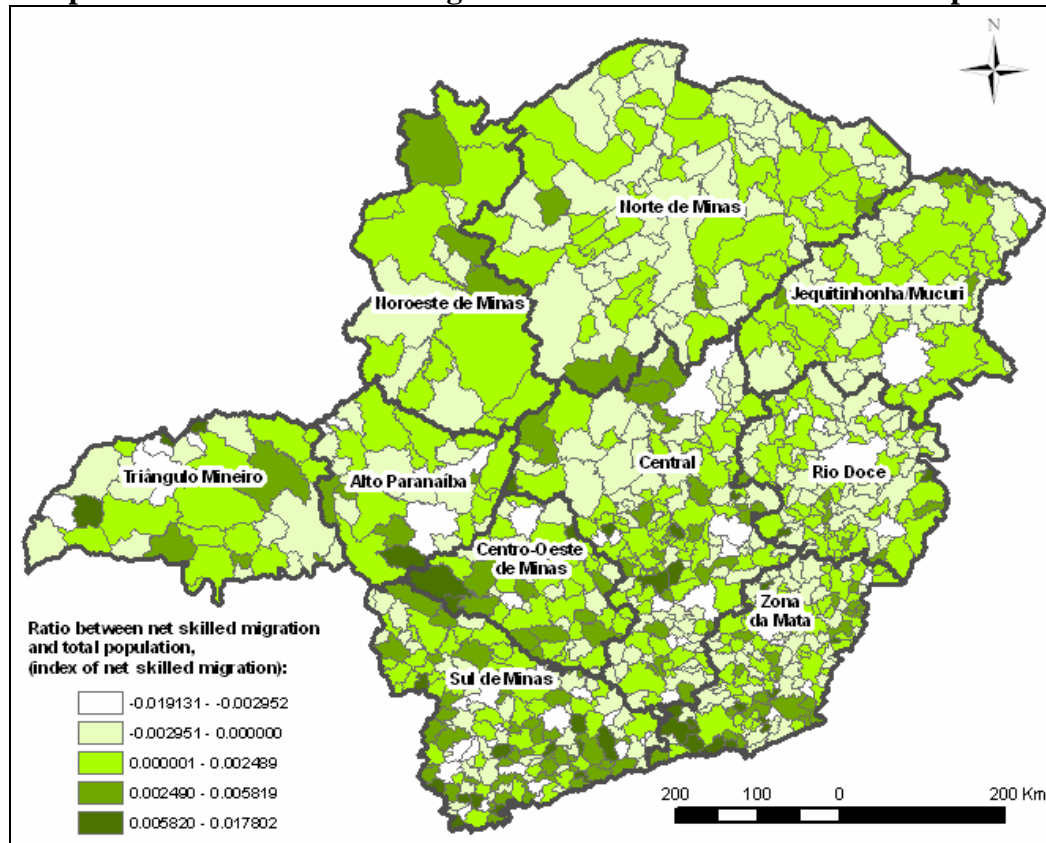 N
Norte de Minas
Jequitinhonha/Mucuri
Noroeste de Minas
Triângulo Mineiro
Alto Paranaíba
Central
Rio Doce
Centro-Oeste
de Minas
Zona
da Mata
Sul de Minas
Ratio between net skilled migration
and total population,
(index of net skilled migration):
-0.019131 - -0.002952
-0.002951 - 0.000000
0.000001 - 0.002489
0.002490 - 0.005819
0.005820 - 0.017802
200 100 0 200 Km